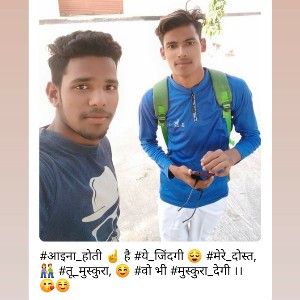 #आइना_होती ☝ है #ये_जिंदगी 😌 #मेरे_दोस्त,
👬 #तू_मुस्कुरा, ☺ #वो भी #मुस्कुरा_देगी ।।
😘☺